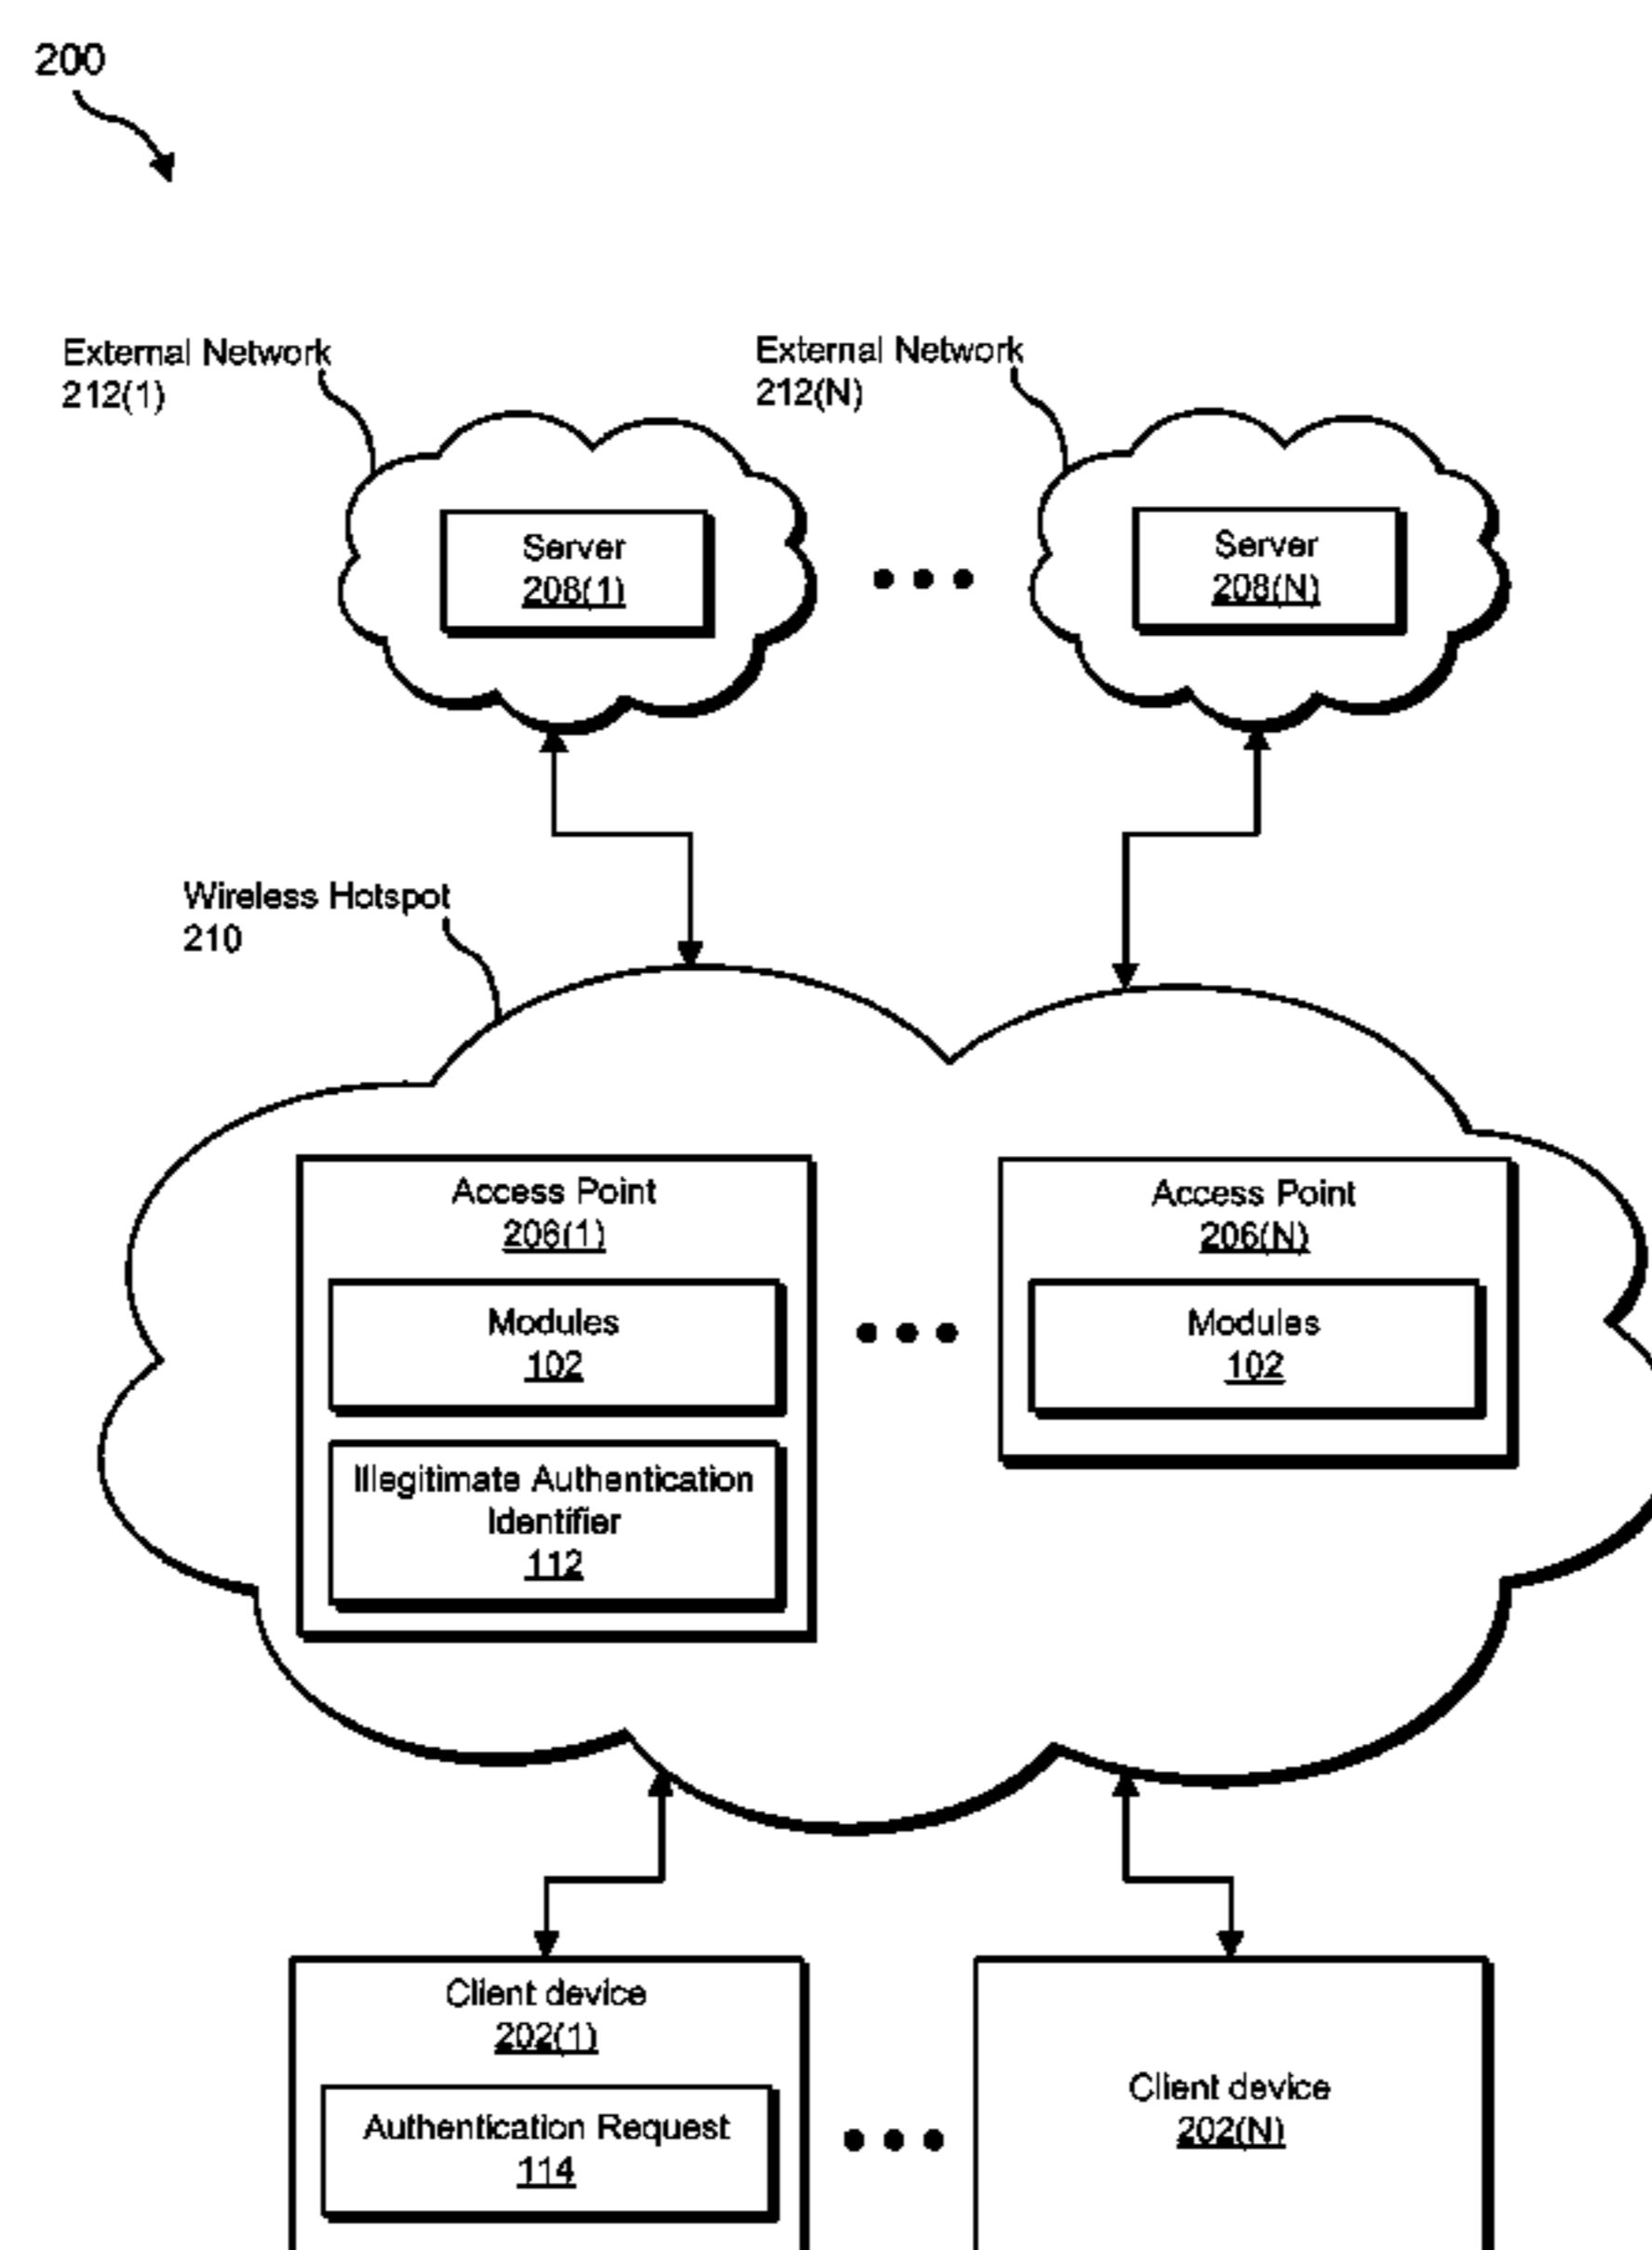 200
External Network
212(1)
External Network
212(N)
Server
208(1)
Server
208(N)
Wireless Hotspot
210
Access Point
206(1)
Modules
102
Illegitimate Authentication
Identifier
112
Access Point
206(N)
Modules
102
Client device
202(1)
Authentication Request
114
Client device
202(N)